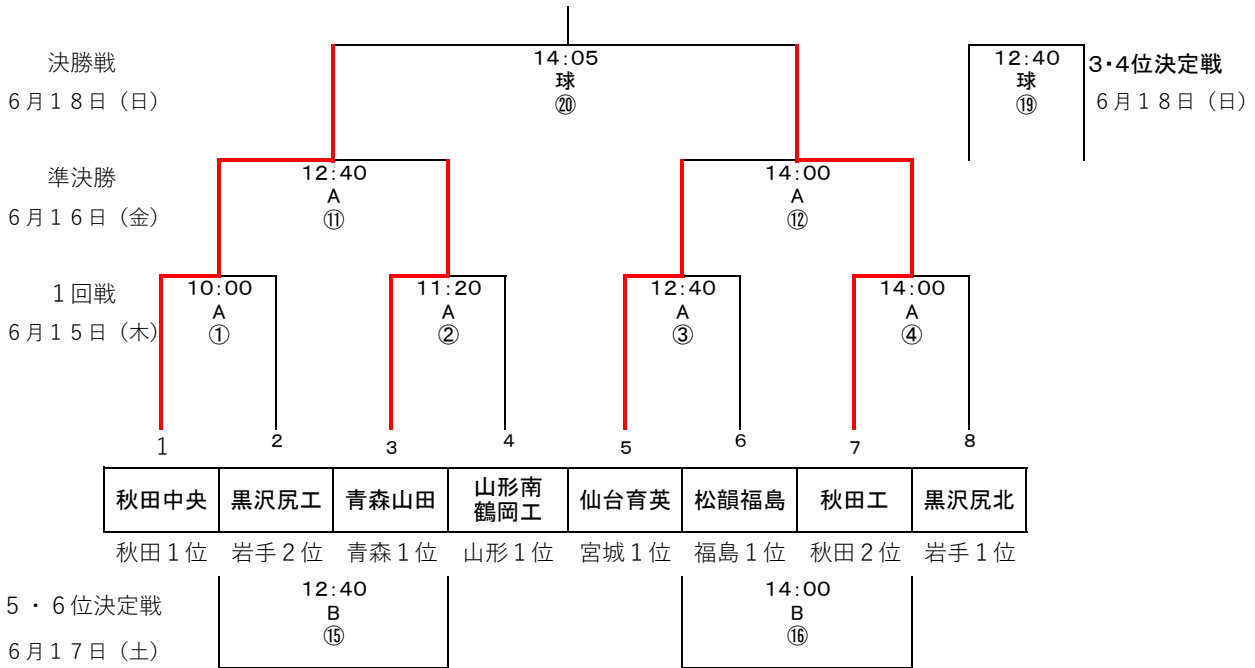 決勝戦
6月18日（日）
14:05
球
⑳
12:40
球
⑲
3・4位決定戦
6月18日（日）
準決勝
6月16日（金）
12:40
A
⑪
14:00
A
⑫
1回戦
6月15日（木）
10:00
A
①
11:20
A
②
12:40
A
③
14:00
A
④
1 2 3 4 5 6 7 8
秋田中央 黒沢尻工 青森山田 山形南 鶴岡工 仙台育英 松韻福島 秋田工 黒沢尻北
秋田1位 岩手2位 青森1位 山形1位 宮城1位 福島1位 秋田2位 岩手1位
5・6位決定戦
6月17日（土）
12:40
B
⑮
14:00
B
⑯